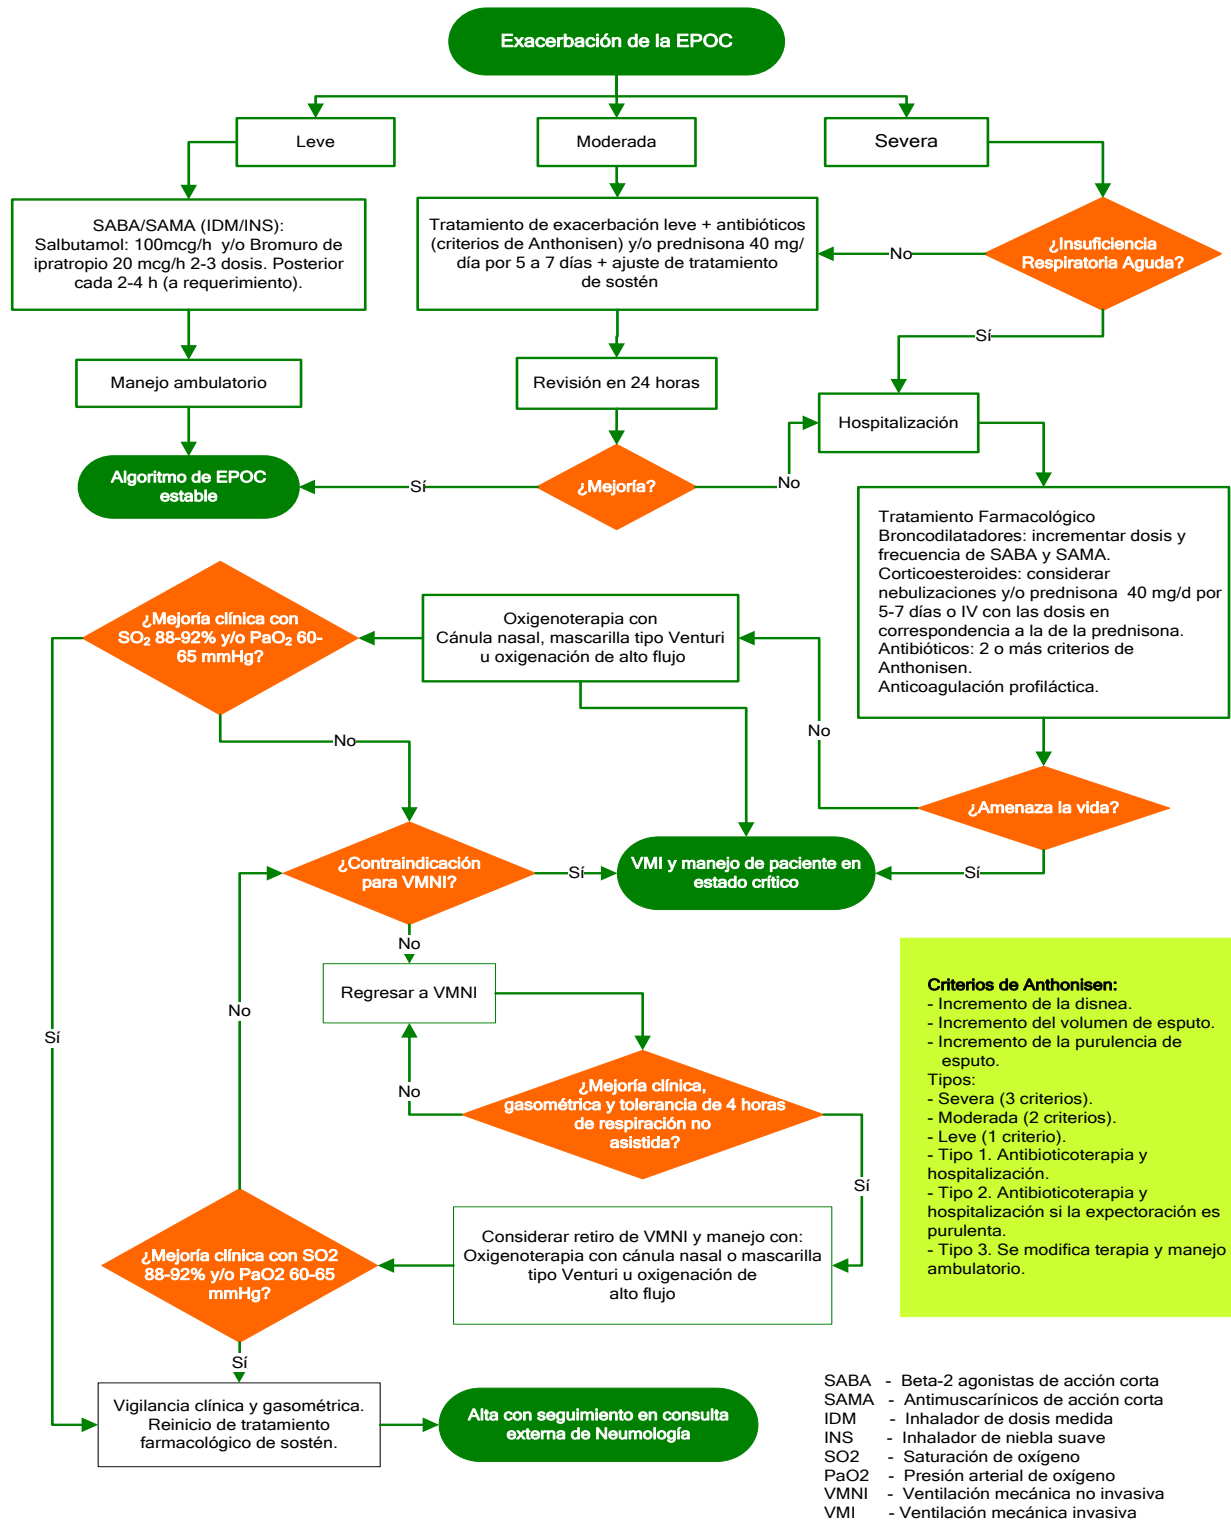 Exacerbación de la EPOC
Leve
Moderada
Severa
SABA/SAMA (IDM/INS):
Salbutamol: 100mcg/h y/o Bromuro de
ipratropio 20 mcg/h 2-3 dosis. Posterior
cada 2-4 h (a requerimiento).
Tratamiento de exacerbación leve + antibióticos
(criterios de Anthonisen) y/o prednisona 40 mg/
día por 5 a 7 días + ajuste de tratamiento
de sostén
No
¿Insuficiencia
Respiratoria Aguda?
Sí
Manejo ambulatorio
Revisión en 24 horas
Hospitalización
Algoritmo de EPOC
estable
Sí
¿Mejoría?
No
Tratamiento Farmacológico
Broncodilatadores: incrementar dosis y
frecuencia de SABA y SAMA.
Corticoesteroides: considerar
nebulizaciones y/o prednisona 40 mg/d por
5-7 días o IV con las dosis en
correspondencia a la de la prednisona.
Antibióticos: 2 o más criterios de
Anthonisen.
Anticoagulación profiláctica.
¿Mejoría clínica con
SO₂ 88-92% y/o PaO₂ 60-
65 mmHg?
Oxigenoterapia con
Cánula nasal, mascarilla tipo Venturi
u oxigenación de alto flujo
No
No
¿Amenaza la vida?
Sí
¿Contraindicación
para VMNI?
Sí
VMI y manejo de paciente en
estado crítico
No
Regresar a VMNI
No
Sí
No
¿Mejoría clínica,
gasométrica y tolerancia de 4 horas
de respiración no
asistida?
Sí
Criterios de Anthonisen:
- Incremento de la disnea.
- Incremento del volumen de esputo.
- Incremento de la purulencia de
esputo.
Tipos:
- Severa (3 criterios).
- Moderada (2 criterios).
- Leve (1 criterio).
- Tipo 1. Antibioticoterapia y
hospitalización.
- Tipo 2. Antibioticoterapia y
hospitalización si la expectoración es
purulenta.
- Tipo 3. Se modifica terapia y manejo
ambulatorio.
Considerar retiro de VMNI y manejo con:
Oxigenoterapia con cánula nasal o mascarilla
tipo Venturi u oxigenación de
alto flujo
¿Mejoría clínica con SO2
88-92% y/o PaO2 60-65
mmHg?
Sí
Vigilancia clínica y gasométrica.
Reinicio de tratamiento
farmacológico de sostén.
Alta con seguimiento en consulta
externa de Neumología
SABA - Beta-2 agonistas de acción corta
SAMA - Antimuscarínicos de acción corta
IDM - Inhalador de dosis medida
INS - Inhalador de niebla suave
SO2 - Saturación de oxígeno
PaO2 - Presión arterial de oxígeno
VMNI - Ventilación mecánica no invasiva
VMI - Ventilación mecánica invasiva